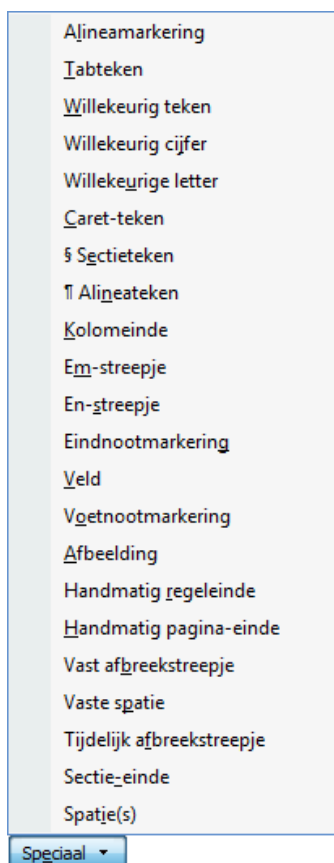 Alineamarkering
Tabteken
Willekeurig teken
Willekeurig cijfer
Willekeurige letter
Caret-teken
§ Sectieteken
¶ Alineateken
Kolomeinde
Em-streepje
En-streepje
Eindnootmarkering
Veld
Voetnootmarkering
Afbeelding
Handmatig regeleinde
Handmatig pagina-einde
Vast afbreekstreepje
Vaste spatie
Tijdelijk afbreekstreepje
Sectie-einde
Spatie(s)
Speciaal